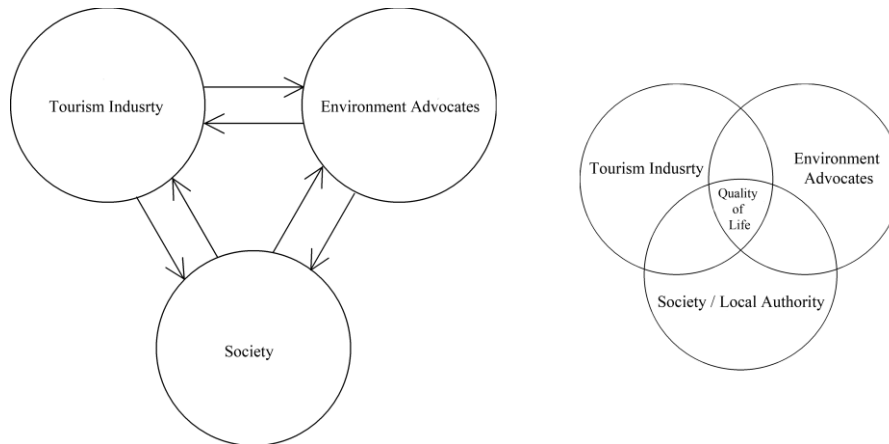 Tourism Indusrty
Environment Advocates
Society
Tourism Indusrty
Environment
Advocates
Quality
of
Life
Society / Local Authority